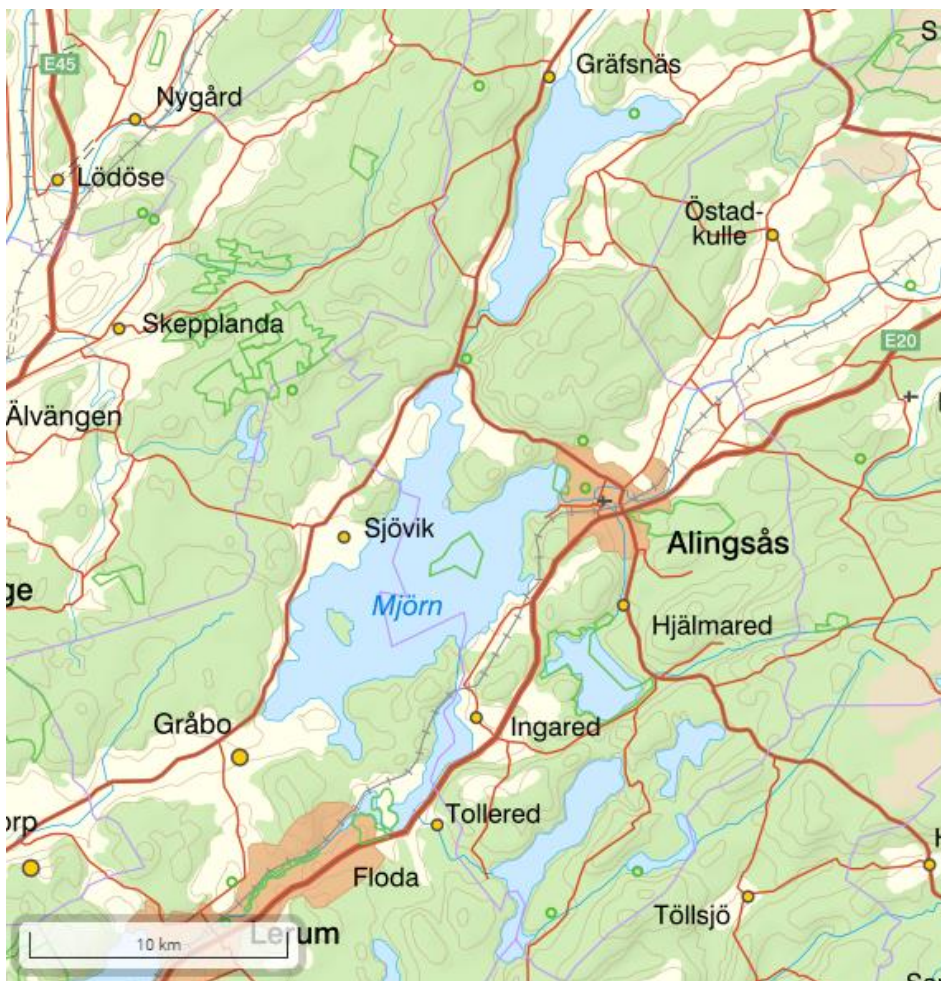 S
Gräfsnäs
E45
Nygård
Lödöse
Östad-
kulle
Skepplanda
E20
Älvängen
Sjövik
Alingsås
ge
Mjörn
Hjälmared
Gråbo
Ingared
Tollered
orp
H
Floda
Töllsjö
Lerum
10 km